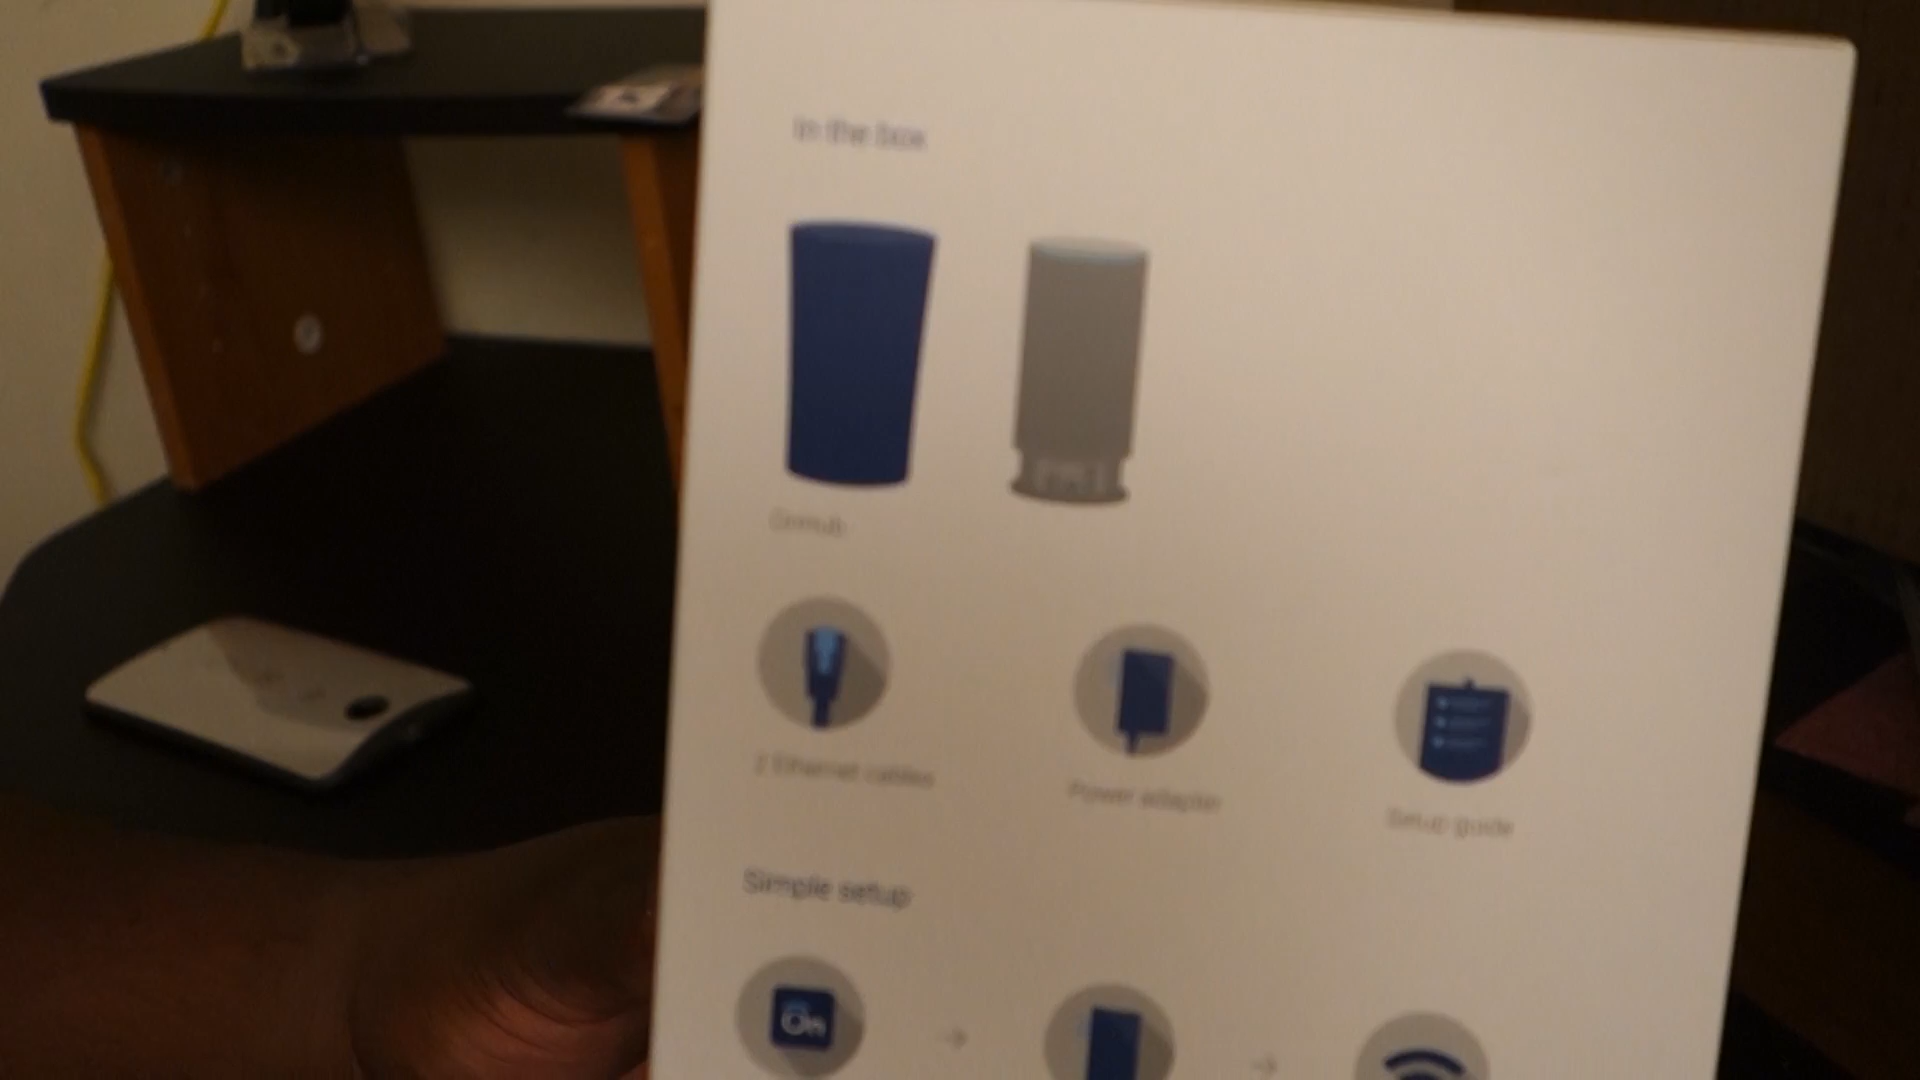 In the box
OnHub
2 Ethernet cables
Power adapter
Setup guide
Simple setup
On